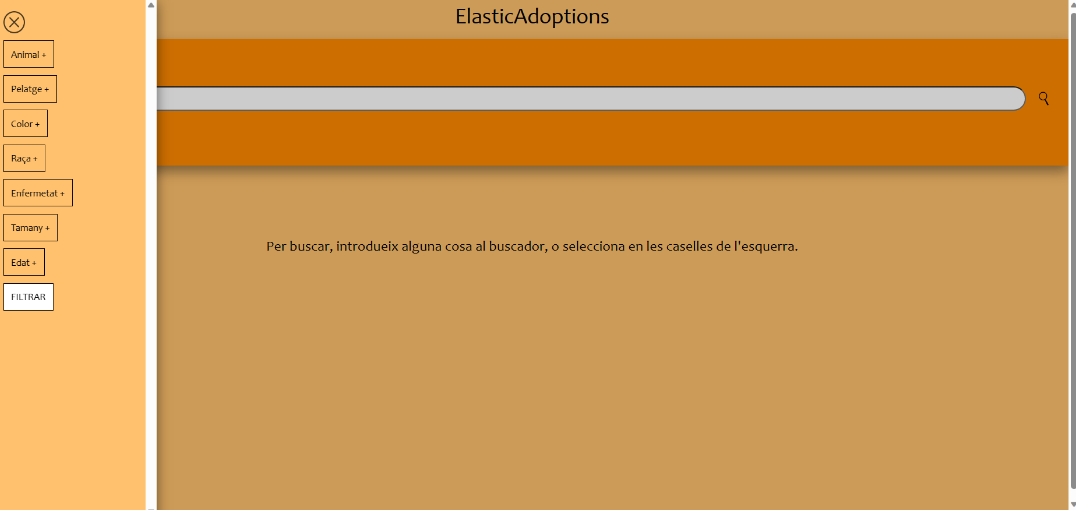 ElasticAdoptions
Animal +
Pelatge +
Color +
Raça +
Enfermetat +
Tamany +
Edat +
FILTRAR
Per buscar, introdueix alguna cosa al buscador, o selecciona en les caselles de l'esquerra.